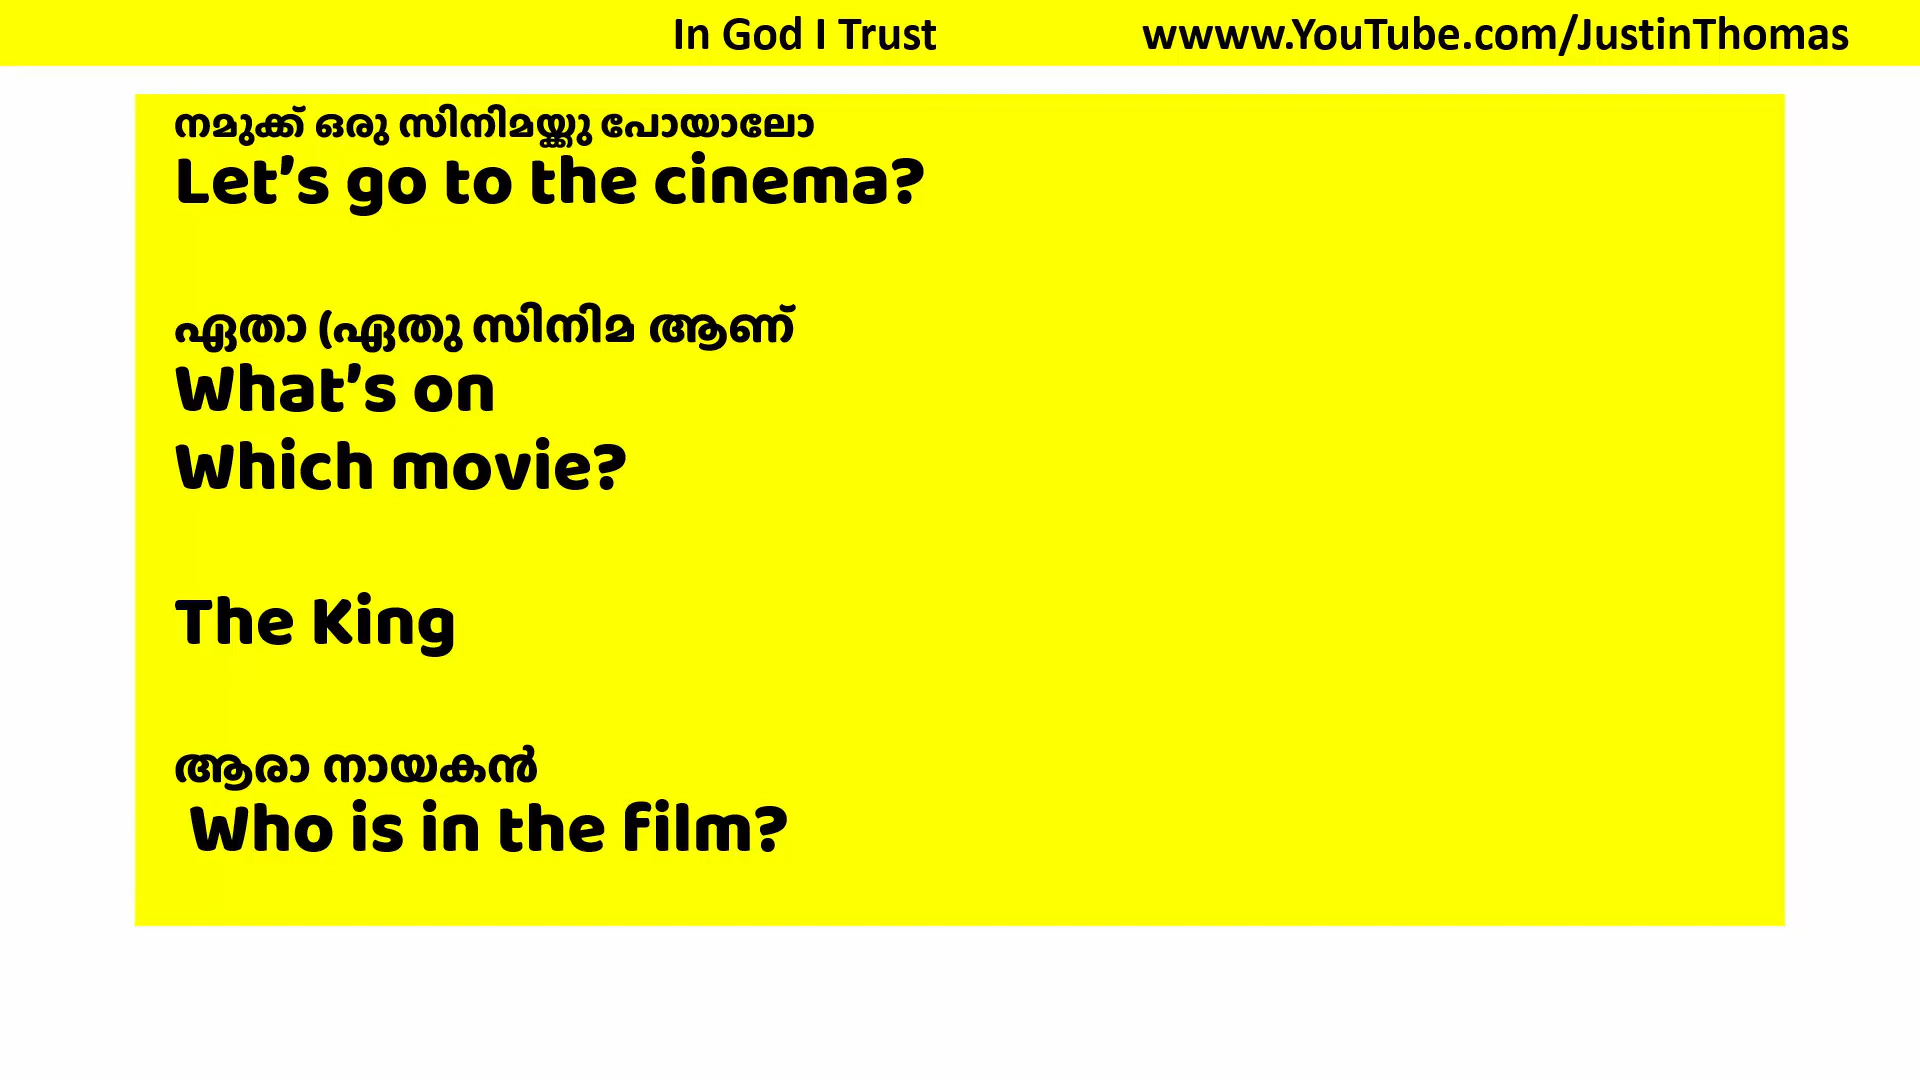 In God I Trust
wwww.YouTube.com/JustinThomas
നമുക്ക് ഒരു സിനിമയ്ക്കു പോയാലോ
Let’s go to the cinema?
ഏതാ (ഏതു സിനിമ ആണ്
What’s on
Which movie?
The King
ആരാ നായകൻ
Who is in the film?